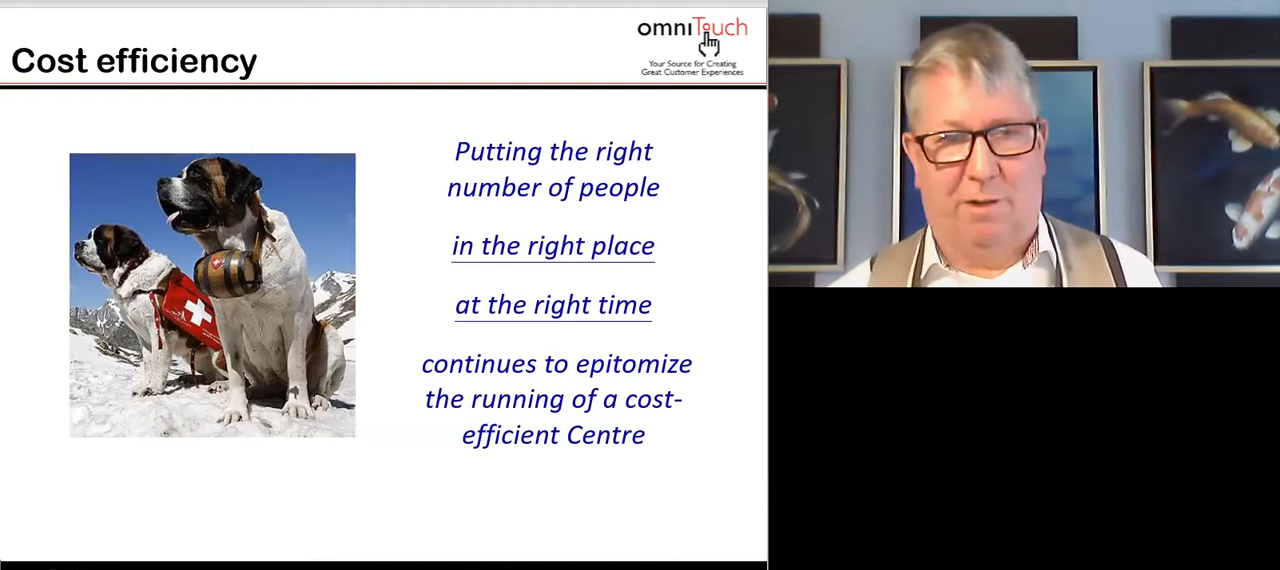 Cost efficiency
omniTouch
Your Source for Creating
Great Customer Experiences
Putting the right
number of people
in the right place
at the right time
continues to epitomize
the running of a cost-
efficient Centre